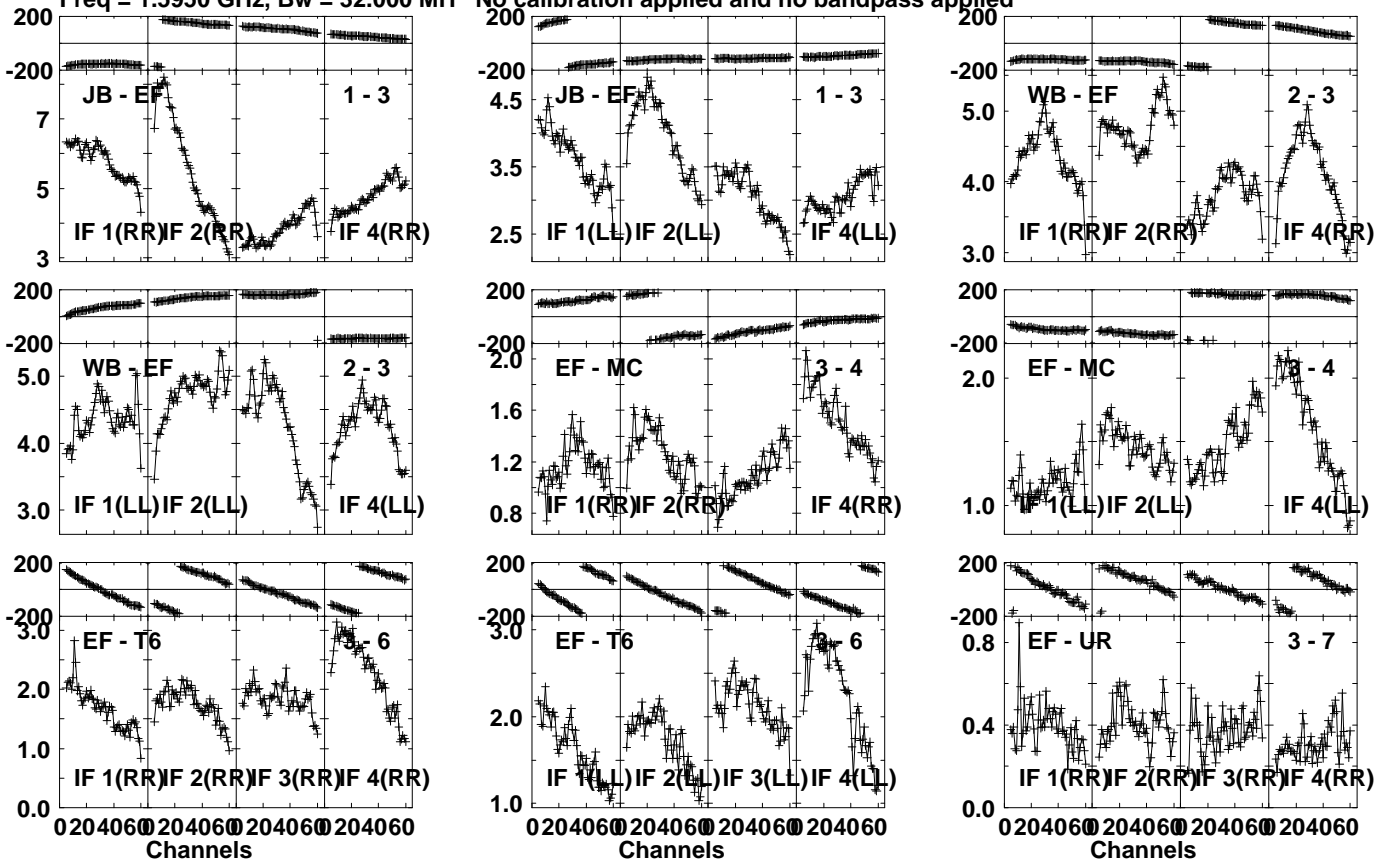 Freq = 1.5950 GHz, Bw = 32.000 MH No calibration applied and no bandpass applied
200
-200
JB - EF 1 - 3
7
5
3
IF 1(RR) IF 2(RR) IF 4(RR)
JB - EF 1 - 3
200
-200
4.5
3.5
2.5
IF 1(LL) IF 2(LL) IF 4(LL)
WB - EF 2 - 3
200
-200
5.0
4.0
3.0
IF 1(RR) IF 2(RR) IF 4(RR)
200
-200
WB - EF 2 - 3
5.0
4.0
3.0
IF 1(LL) IF 2(LL) IF 4(LL)
200
-200
EF - MC 3 - 4
2.0
1.6
1.2
0.8
IF 1(RR) IF 2(RR) IF 4(RR)
200
-200
EF - MC 3 - 4
2.0
1.0
IF 1(LL) IF 2(LL) IF 4(LL)
200
-200
EF - T6 3 - 6
3.0
2.0
1.0
0.0
IF 1(RR) IF 2(RR) IF 3(RR) IF 4(RR)
0 20 40 60 0 20 40 60 0 20 40 60 0 20 40 60
Channels
200
-200
EF - T6 3 - 6
3.0
2.0
1.0
IF 1(LL) IF 2(LL) IF 3(LL) IF 4(LL)
0 20 40 60 0 20 40 60 0 20 40 60 0 20 40 60
Channels
200
-200
EF - UR 3 - 7
0.8
0.4
0.0
IF 1(RR) IF 2(RR) IF 3(RR) IF 4(RR)
0 20 40 60 0 20 40 60 0 20 40 60 0 20 40 60
Channels